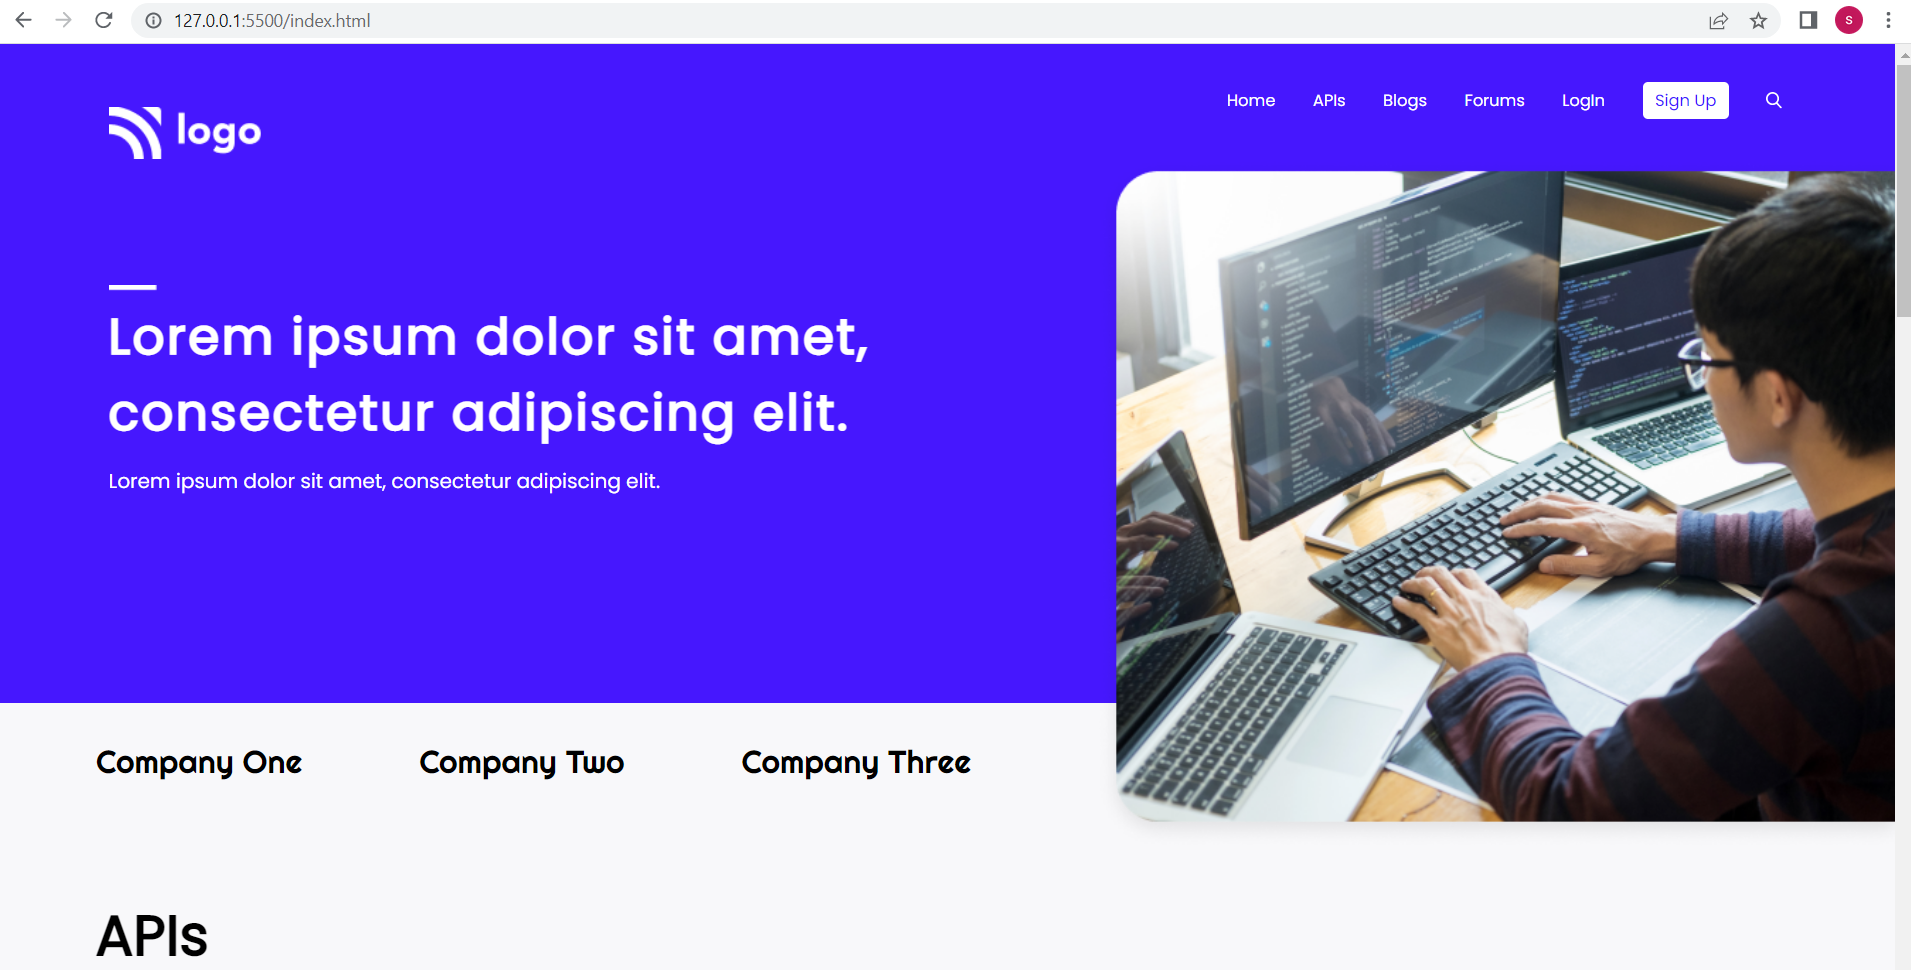 127.0.0.1:5500/index.html
S
logo
Home APIs Blogs Forums LogIn Sign Up
Lorem ipsum dolor sit amet,
consectetur adipiscing elit.
Lorem ipsum dolor sit amet, consectetur adipiscing elit.
Company One Company Two Company Three
APIs